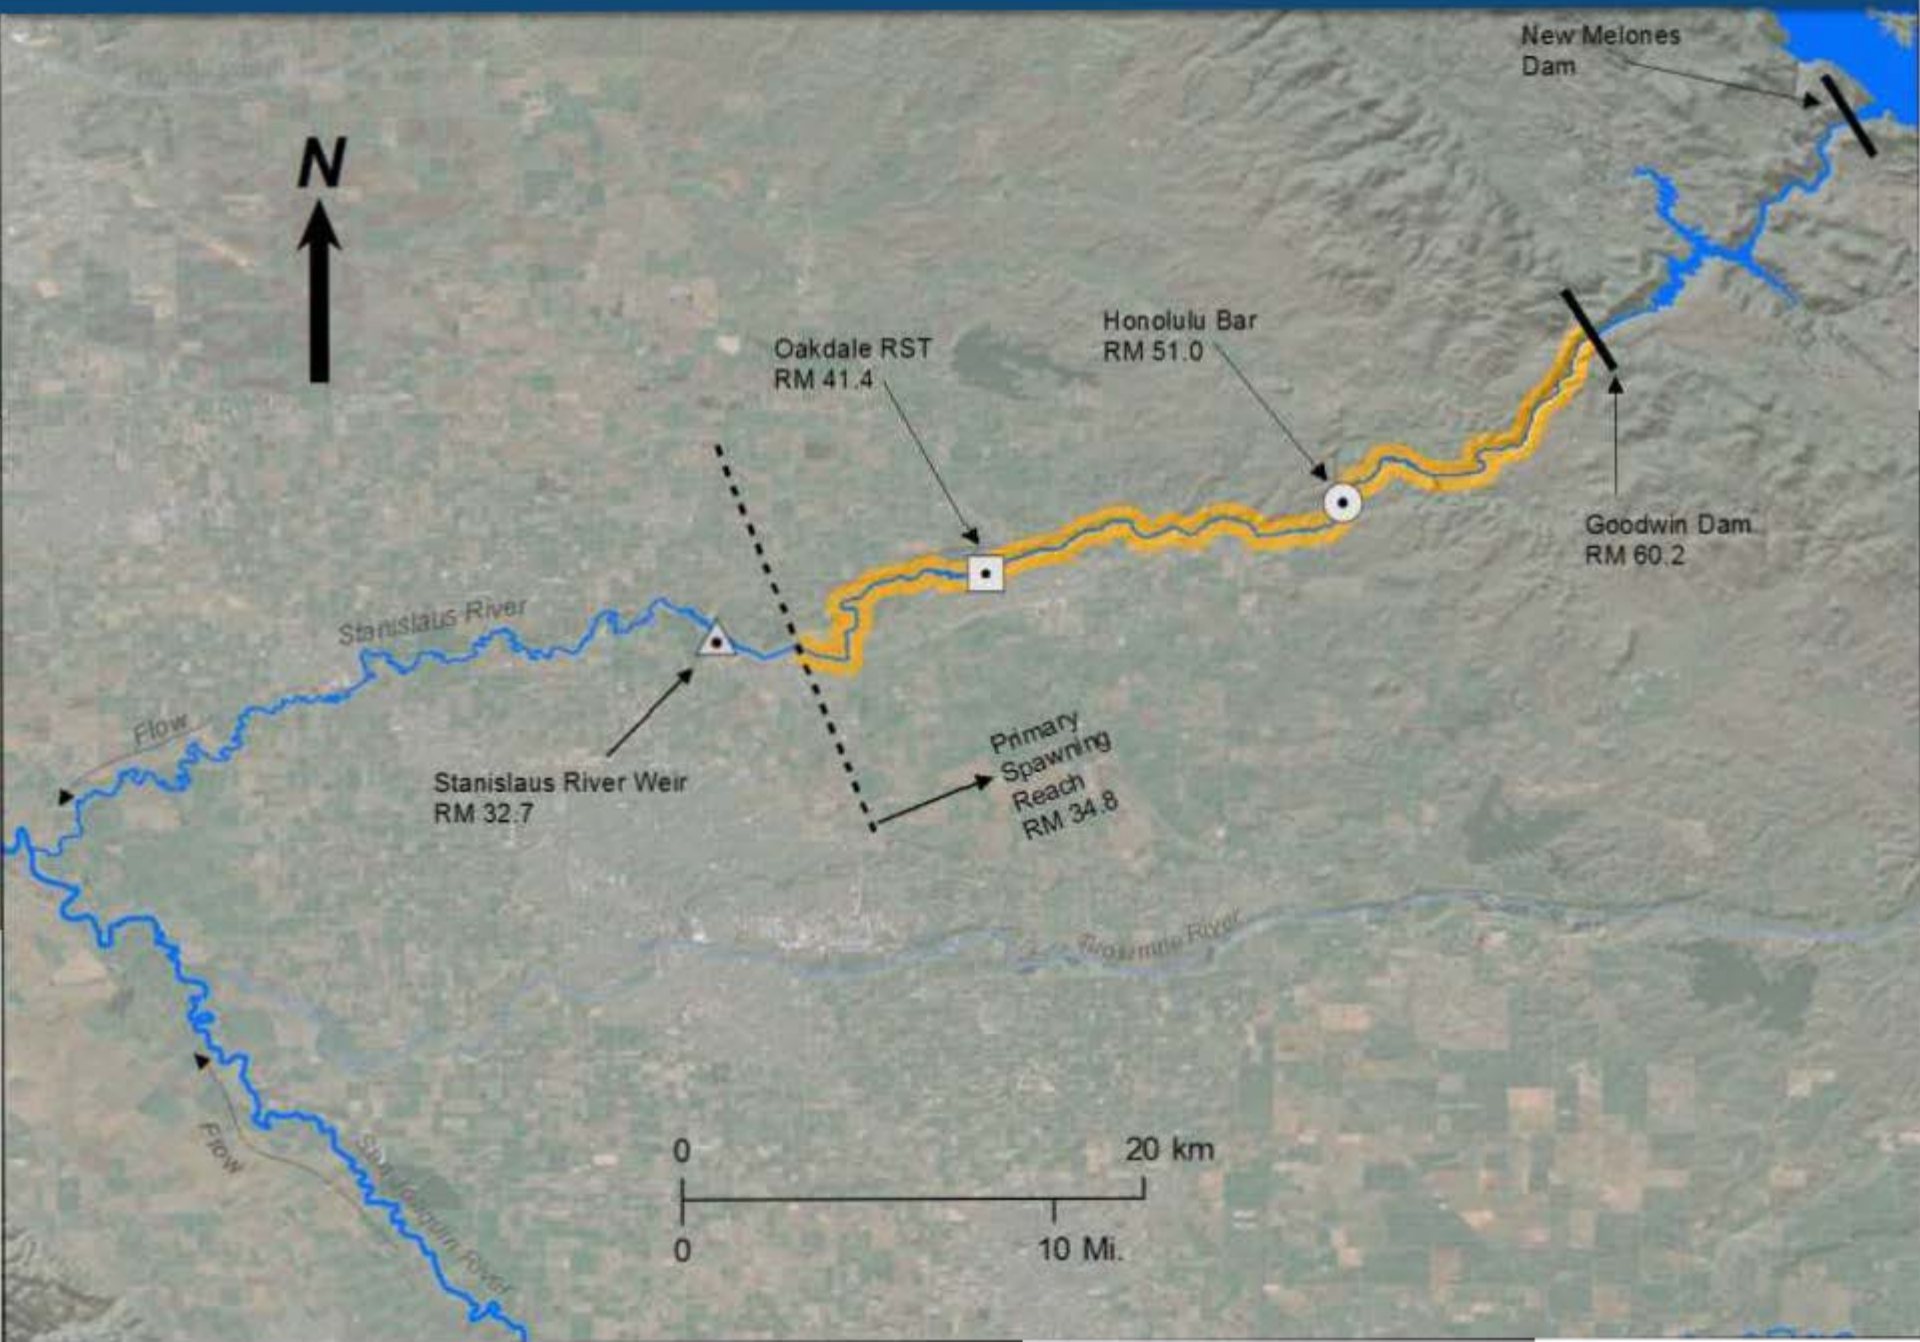 New Melones
Dam
N
Honolulu Bar
RM 51.0
Oakdale RST
RM 41.4
Goodwin Dam
RM 60.2
Stanislaus River
Flow
Stanislaus River Weir
RM 32.7
Primary
Spawning
Reach
RM 34.8
River
Flow
San Joaquin River
0
20 km
0
10 Mi.